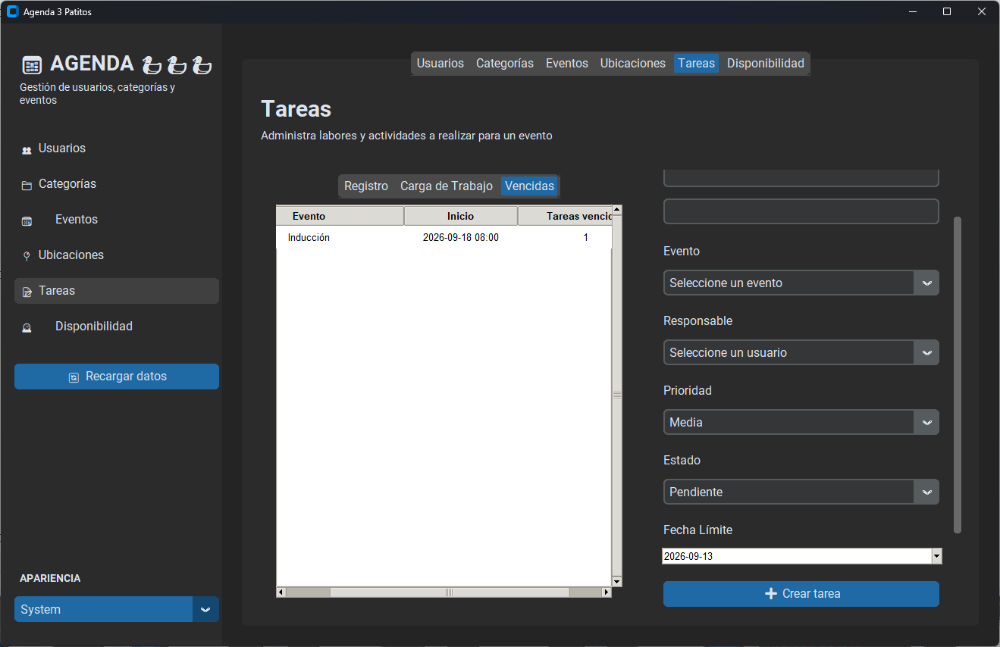 Agenda 3 Patitos
AGENDA
Gestión de usuarios, categorías y
eventos
Usuarios
Categorías
Eventos
Ubicaciones
Tareas
Disponibilidad
Recargar datos
APARIENCIA
System
Usuarios Categorías Eventos Ubicaciones Tareas Disponibilidad
Tareas
Administra labores y actividades a realizar para un evento
Registro Carga de Trabajo Vencidas
Evento Inicio Tareas vencid
Inducción 2026-09-18 08:00 1
Evento
Seleccione un evento
Responsable
Seleccione un usuario
Prioridad
Media
Estado
Pendiente
Fecha Límite
2026-09-13
Crear tarea